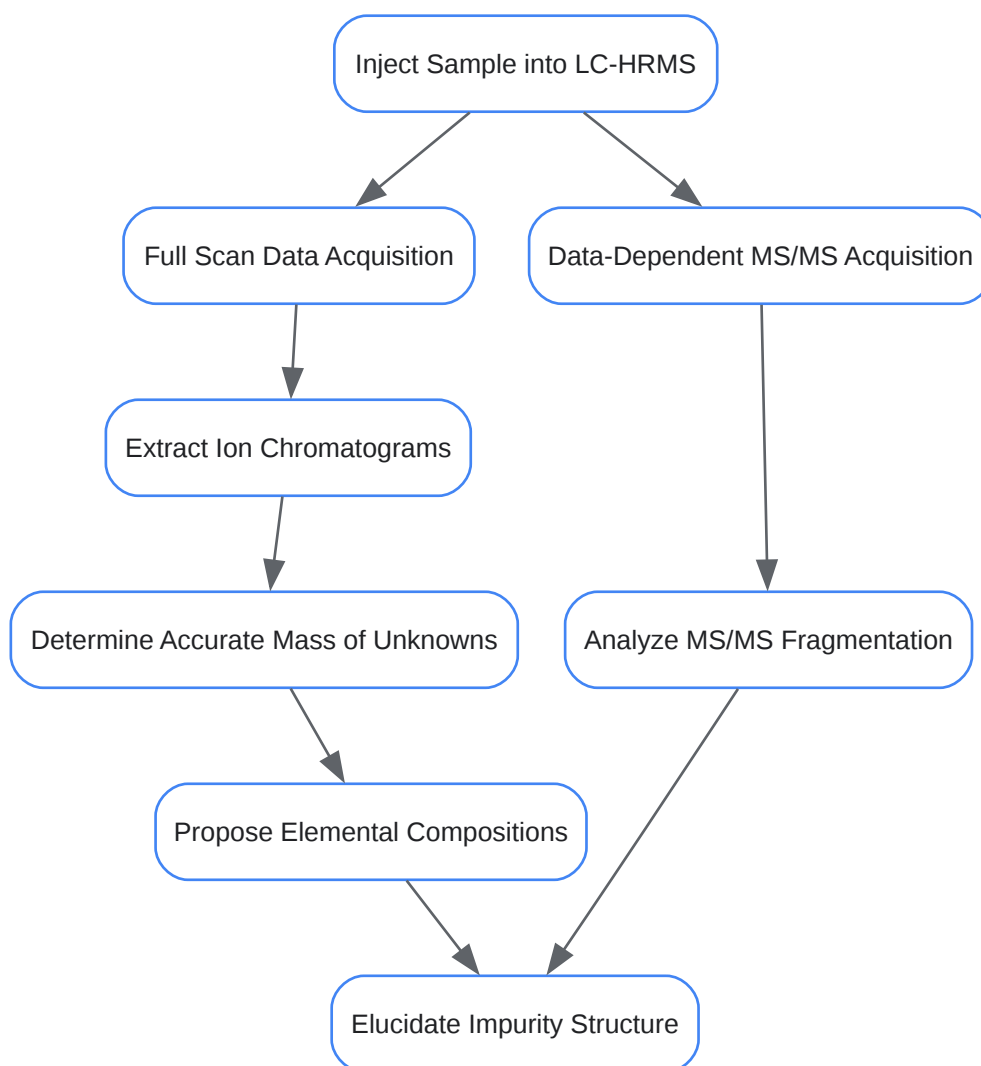 Inject Sample into LC-HRMS
Full Scan Data Acquisition
Data-Dependent MS/MS Acquisition
Extract Ion Chromatograms
Determine Accurate Mass of Unknowns
Analyze MS/MS Fragmentation
Propose Elemental Compositions
Elucidate Impurity Structure